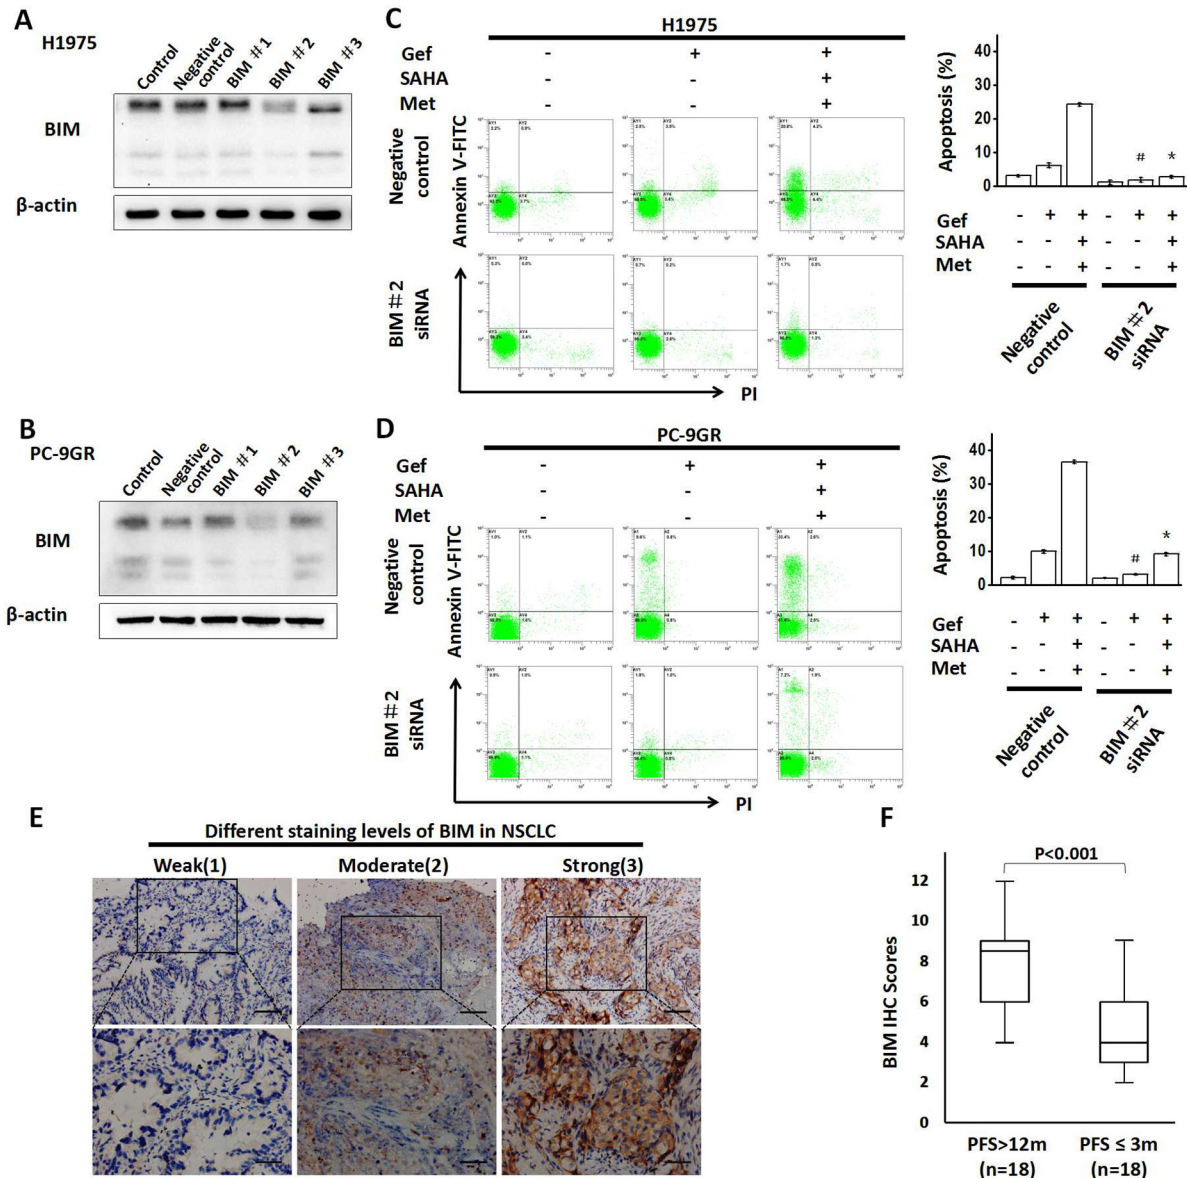 A
H1975
Control
Negative control
BIM #1
BIM #2
BIM #3
BIM
β-actin
B
PC-9GR
Control
Negative control
BIM #1
BIM #2
BIM #3
BIM
β-actin
C
H1975
Gef - + +
SAHA - - +
Met - - +
Annexin V-FITC
Negative control
BIM#2 siRNA
PI
Apoptosis (%)
40
30
20
10
0
Gef - + + - + +
SAHA - - + - - +
Met - - + - - +
# *
Negative control
BIM#2 siRNA
D
PC-9GR
Gef - + +
SAHA - - +
Met - - +
Annexin V-FITC
Negative control
BIM#2 siRNA
PI
Apoptosis (%)
40
30
20
10
0
# *
Gef - + + - + +
SAHA - - + - - +
Met - - + - - +
Negative control
BIM#2 siRNA
E
Different staining levels of BIM in NSCLC
Weak(1) Moderate(2) Strong(3)
F
P<0.001
BIM IHC Scores
12
10
8
6
4
2
0
PFS>12m (n=18)
PFS ≤ 3m (n=18)